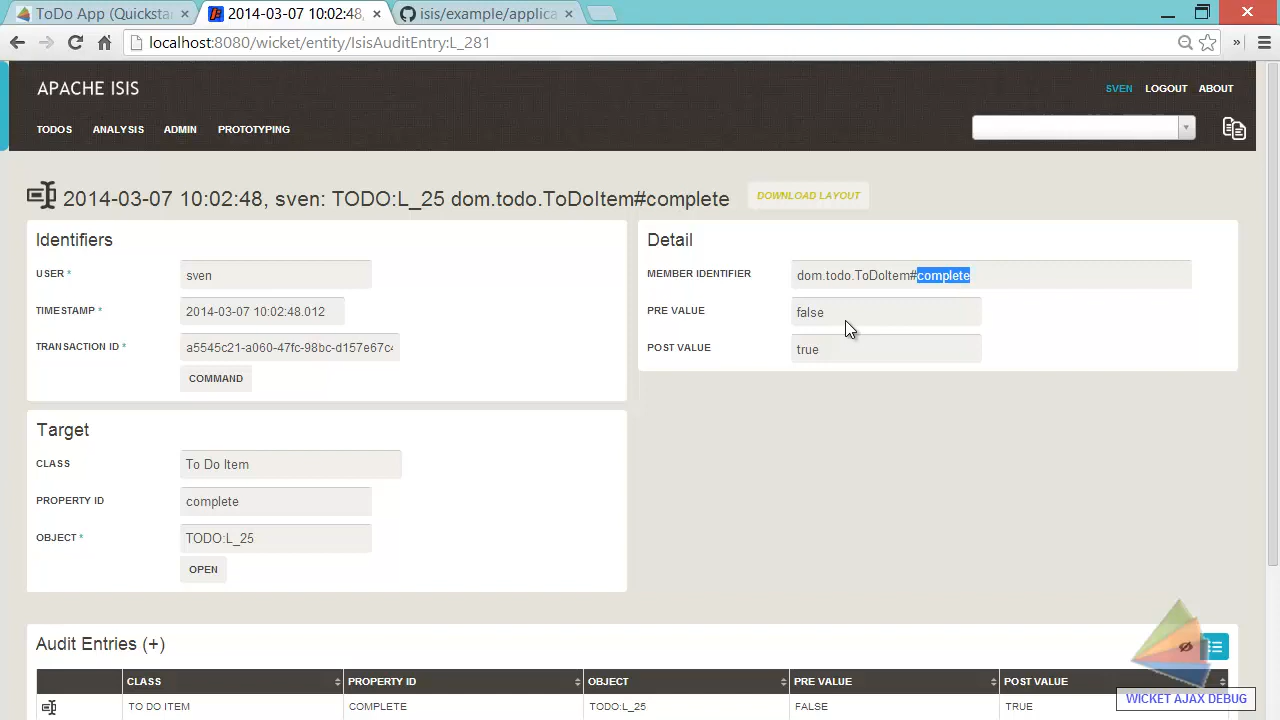 ToDo App (Quickstar
2014-03-07 10:02:48,
isis/example/applica
localhost:8080/wicket/entity/IsisAuditEntry:L_281
APACHE ISIS
SVEN LOGOUT ABOUT
TODOS ANALYSIS ADMIN PROTOTYPING
2014-03-07 10:02:48, sven: TODO:L_25 dom.todo.ToDoItem#complete
DOWNLOAD LAYOUT
Identifiers
USER * sven
TIMESTAMP * 2014-03-07 10:02:48.012
TRANSACTION ID * a5545c21-a060-47fc-98bc-d157e67c4
COMMAND
Detail
MEMBER IDENTIFIER dom.todo.ToDoItem#complete
PRE VALUE false
POST VALUE true
Target
CLASS To Do Item
PROPERTY ID complete
OBJECT * TODO:L_25
OPEN
Audit Entries (+)
CLASS PROPERTY ID OBJECT PRE VALUE POST VALUE
TO DO ITEM COMPLETE TODO:L_25 FALSE TRUE
WICKET AJAX DEBUG